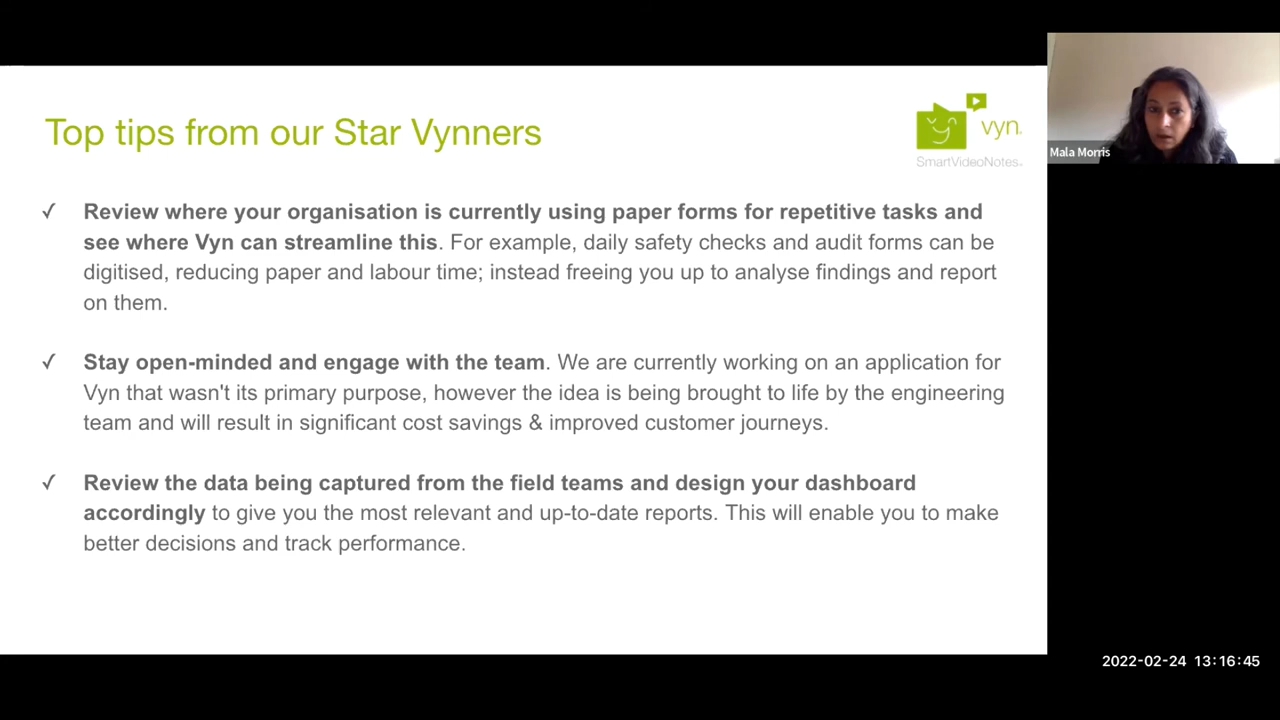 Top tips from our Star Vynners
vyn.
SmartVideoNotes
Mala Morris
✓ Review where your organisation is currently using paper forms for repetitive tasks and
see where Vyn can streamline this. For example, daily safety checks and audit forms can be
digitised, reducing paper and labour time; instead freeing you up to analyse findings and report
on them.
✓ Stay open-minded and engage with the team. We are currently working on an application for
Vyn that wasn't its primary purpose, however the idea is being brought to life by the engineering
team and will result in significant cost savings & improved customer journeys.
✓ Review the data being captured from the field teams and design your dashboard
accordingly to give you the most relevant and up-to-date reports. This will enable you to make
better decisions and track performance.
2022-02-24 13:16:45